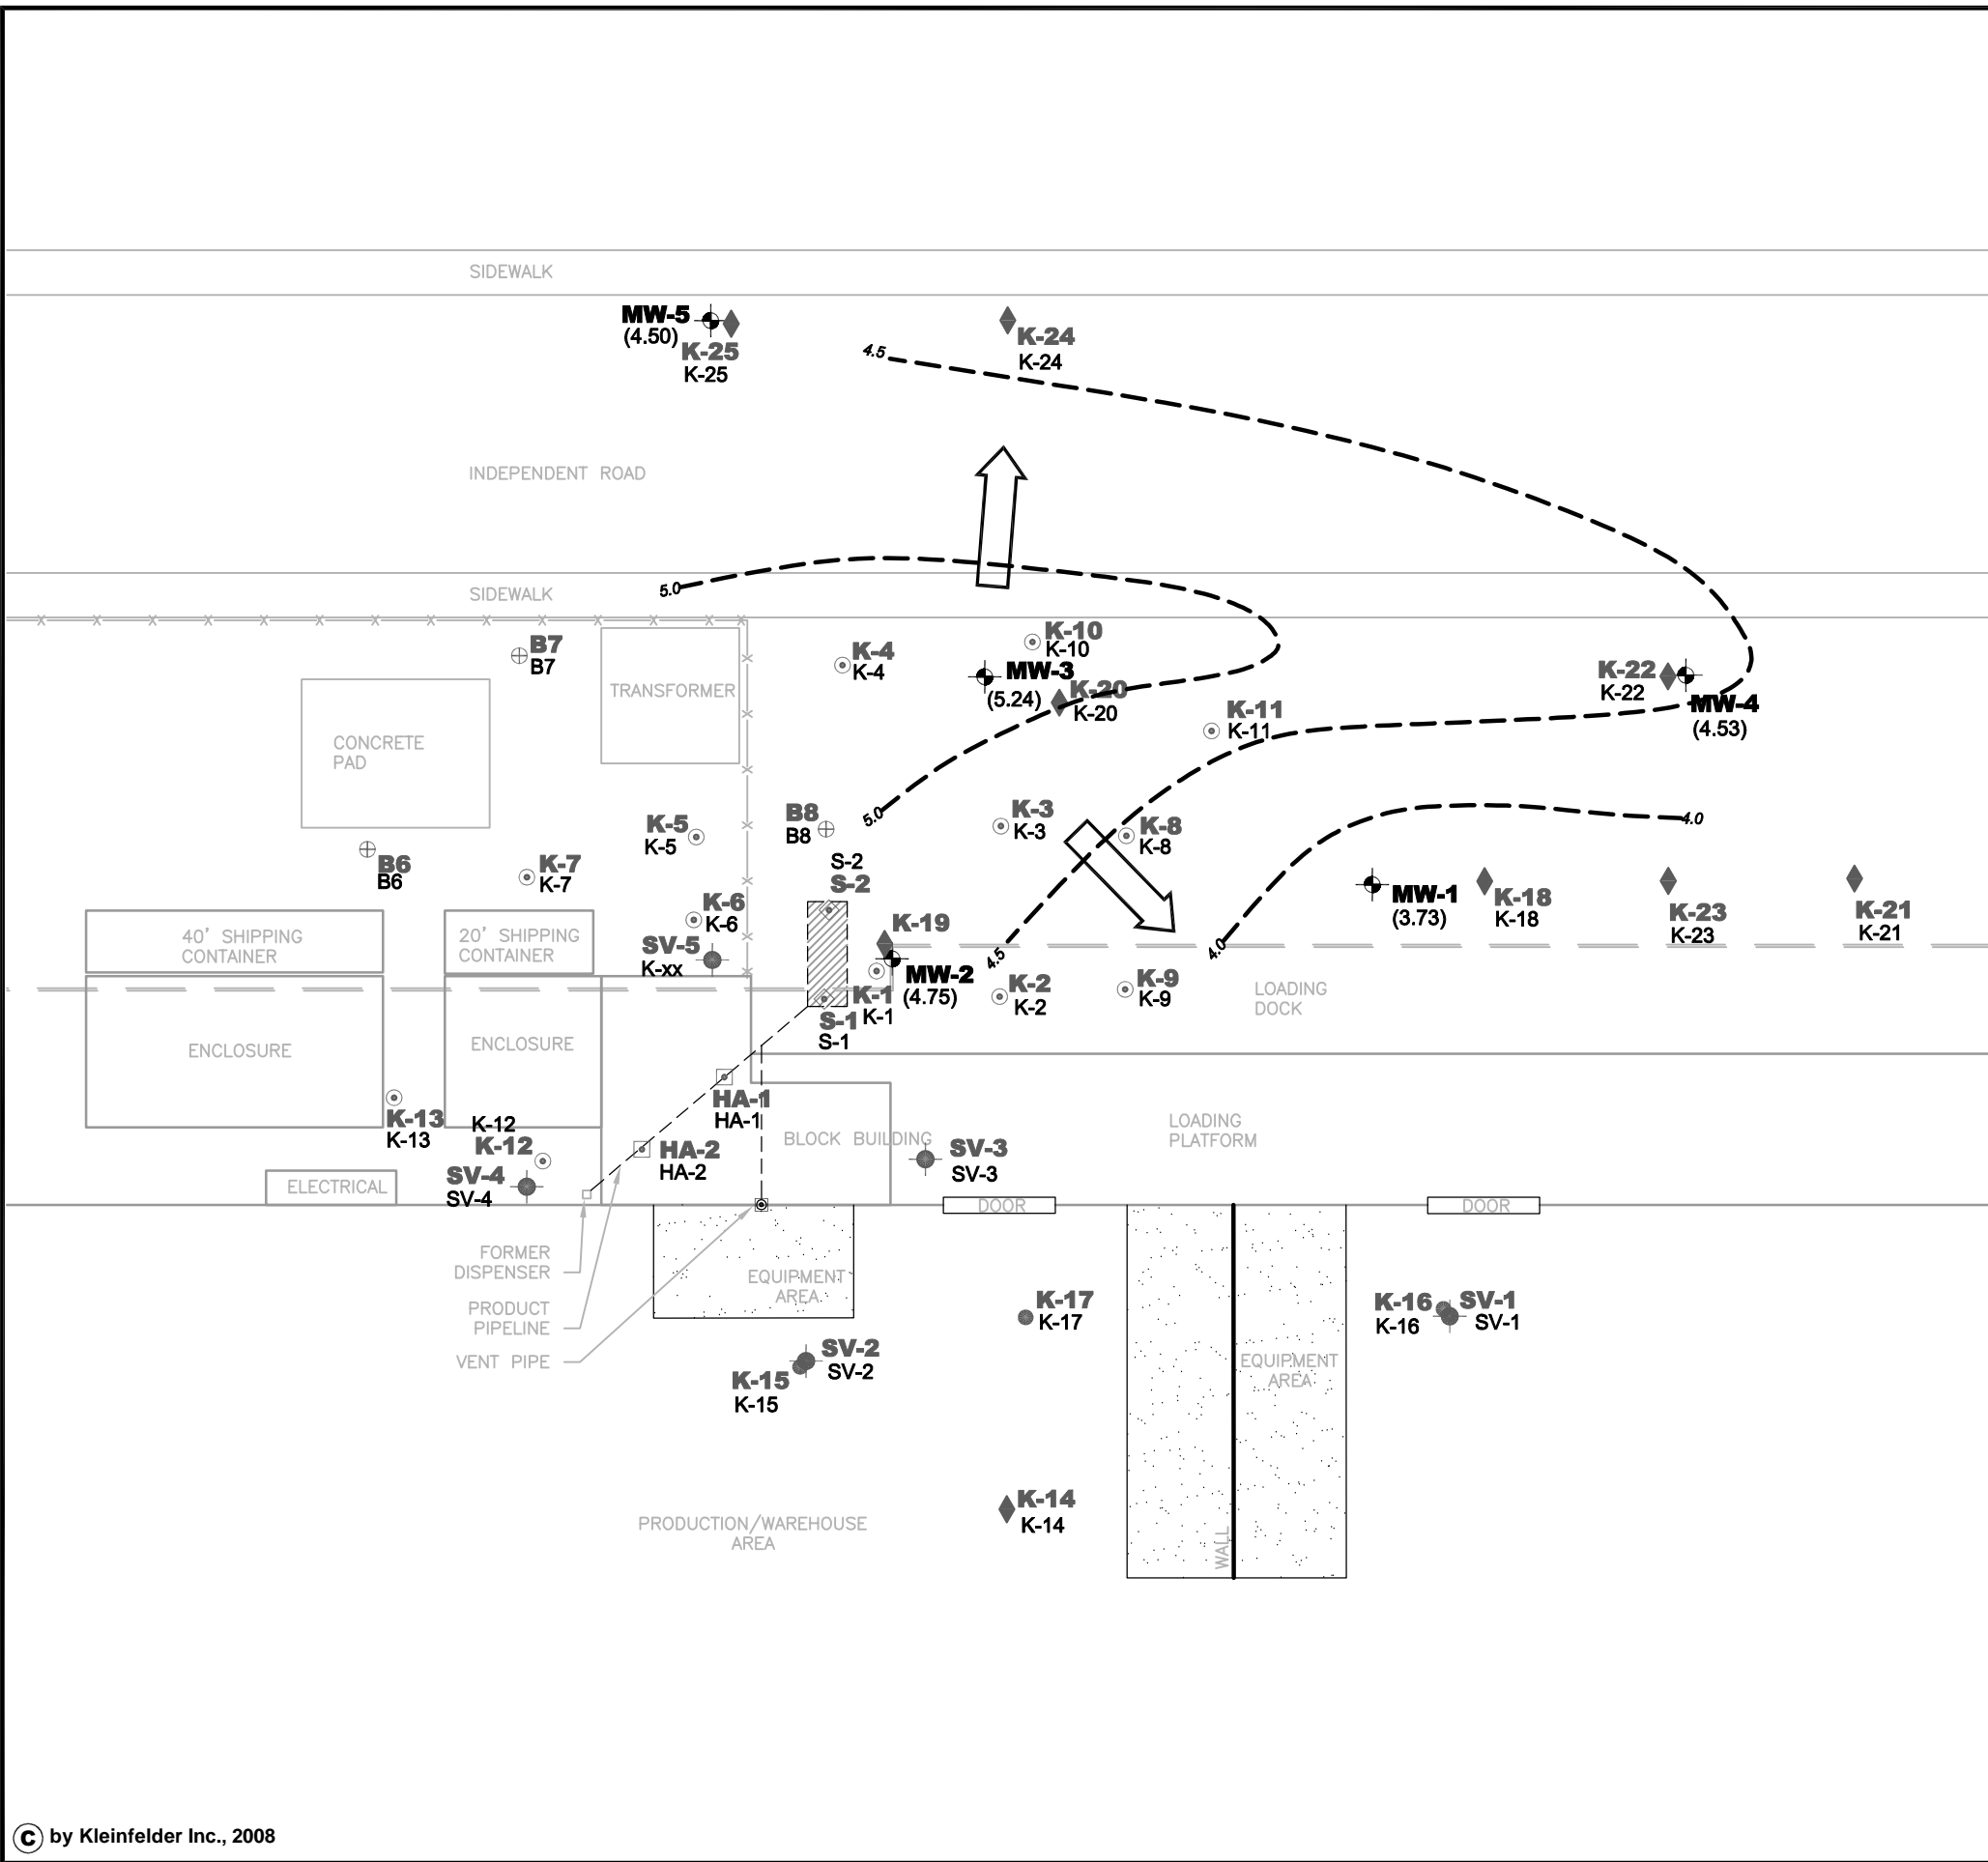 SIDEWALK
MW-5
(4.50)
K-25
K-25
K-24
K-24
4.5
INDEPENDENT ROAD
5.0
SIDEWALK
B7
B7
TRANSFORMER
K-4
K-4
K-10
K-10
MW-3
(5.24)
K-20
K-20
K-11
K-11
K-22
K-22
MW-4
(4.53)
CONCRETE
PAD
B6
B6
K-7
K-7
K-5
K-5
B8
B8
5.0
K-3
K-3
K-8
K-8
4.0
S-2
S-2
K-6
K-6
SV-5
K-xx
K-19
MW-2
(4.75)
4.5
4.0
MW-1
(3.73)
K-18
K-18
K-23
K-23
K-21
K-21
40' SHIPPING
CONTAINER
20' SHIPPING
CONTAINER
K-1
K-1
S-1
S-1
K-2
K-2
K-9
K-9
LOADING
DOCK
ENCLOSURE
ENCLOSURE
HA-1
HA-1
K-13
K-13
K-12
K-12
HA-2
HA-2
BLOCK BUILDING
SV-3
SV-3
LOADING
PLATFORM
ELECTRICAL
SV-4
SV-4
DOOR
DOOR
FORMER
DISPENSER
PRODUCT
PIPELINE
VENT PIPE
EQUIPMENT
AREA
K-17
K-17
K-16
K-16
SV-1
SV-1
SV-2
SV-2
K-15
K-15
EQUIPMENT
AREA
K-14
K-14
PRODUCTION/WAREHOUSE
AREA
WALL
© by Kleinfelder Inc., 2008